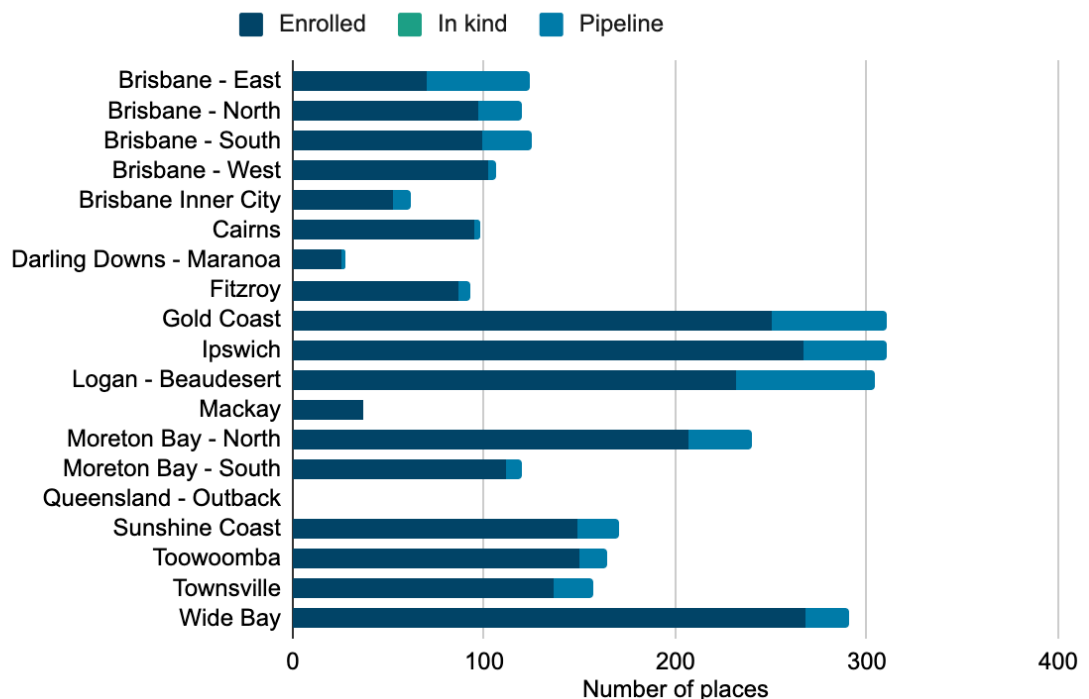 Enrolled In kind Pipeline
Brisbane - East
Brisbane - North
Brisbane - South
Brisbane - West
Brisbane Inner City
Cairns
Darling Downs - Maranoa
Fitzroy
Gold Coast
Ipswich
Logan - Beaudesert
Mackay
Moreton Bay - North
Moreton Bay - South
Queensland - Outback
Sunshine Coast
Toowoomba
Townsville
Wide Bay
0 100 200 300 400
Number of places